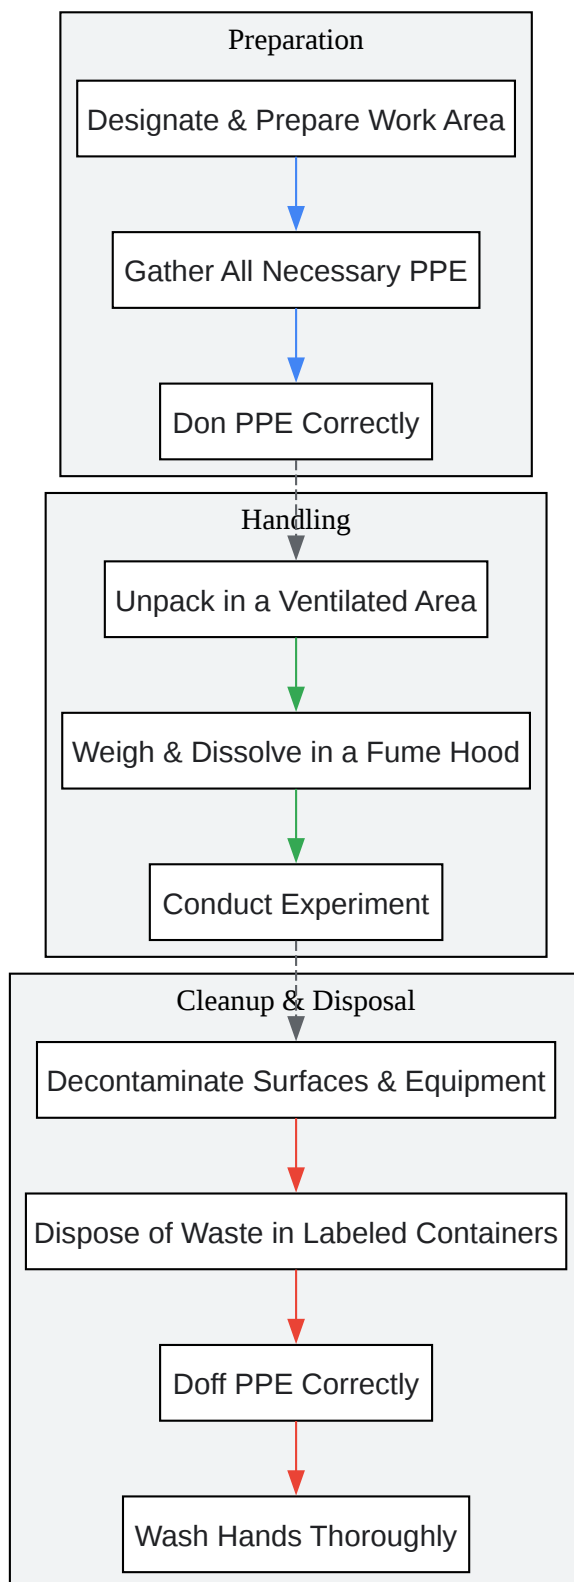 Preparation
Designate & Prepare Work Area
Gather All Necessary PPE
Don PPE Correctly
Handling
Unpack in a Ventilated Area
Weigh & Dissolve in a Fume Hood
Conduct Experiment
Cleanup & Disposal
Decontaminate Surfaces & Equipment
Dispose of Waste in Labeled Containers
Doff PPE Correctly
Wash Hands Thoroughly